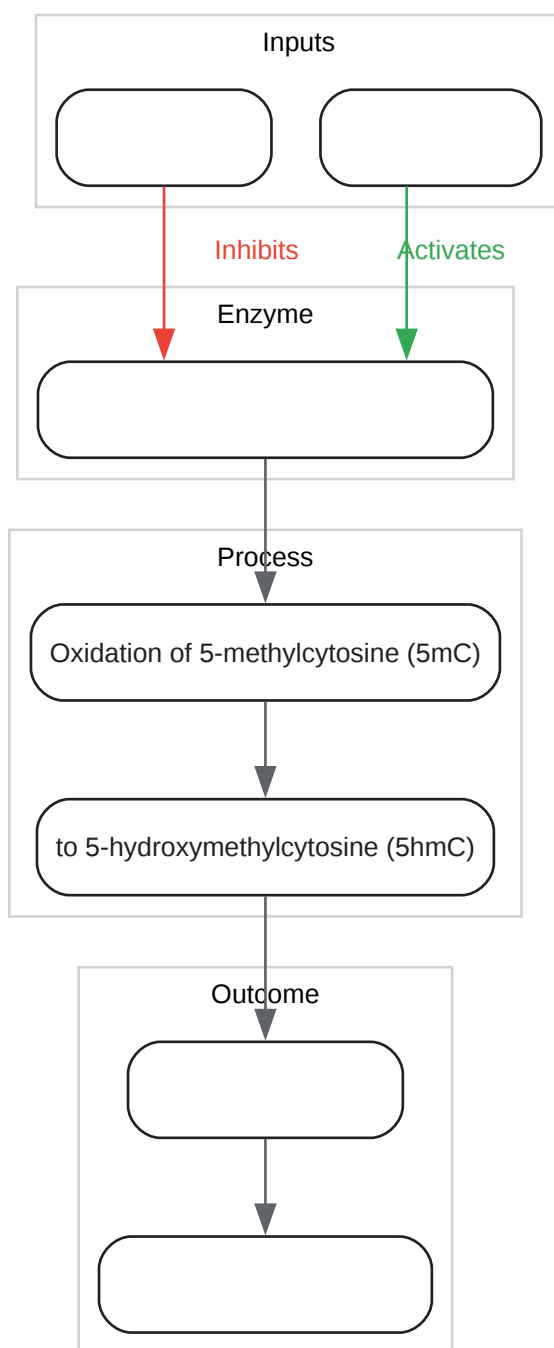 Inputs
Inhibits
Activates
Enzyme
Process
Oxidation of 5-methylcytosine (5mC)
to 5-hydroxymethylcytosine (5hmC)
Outcome